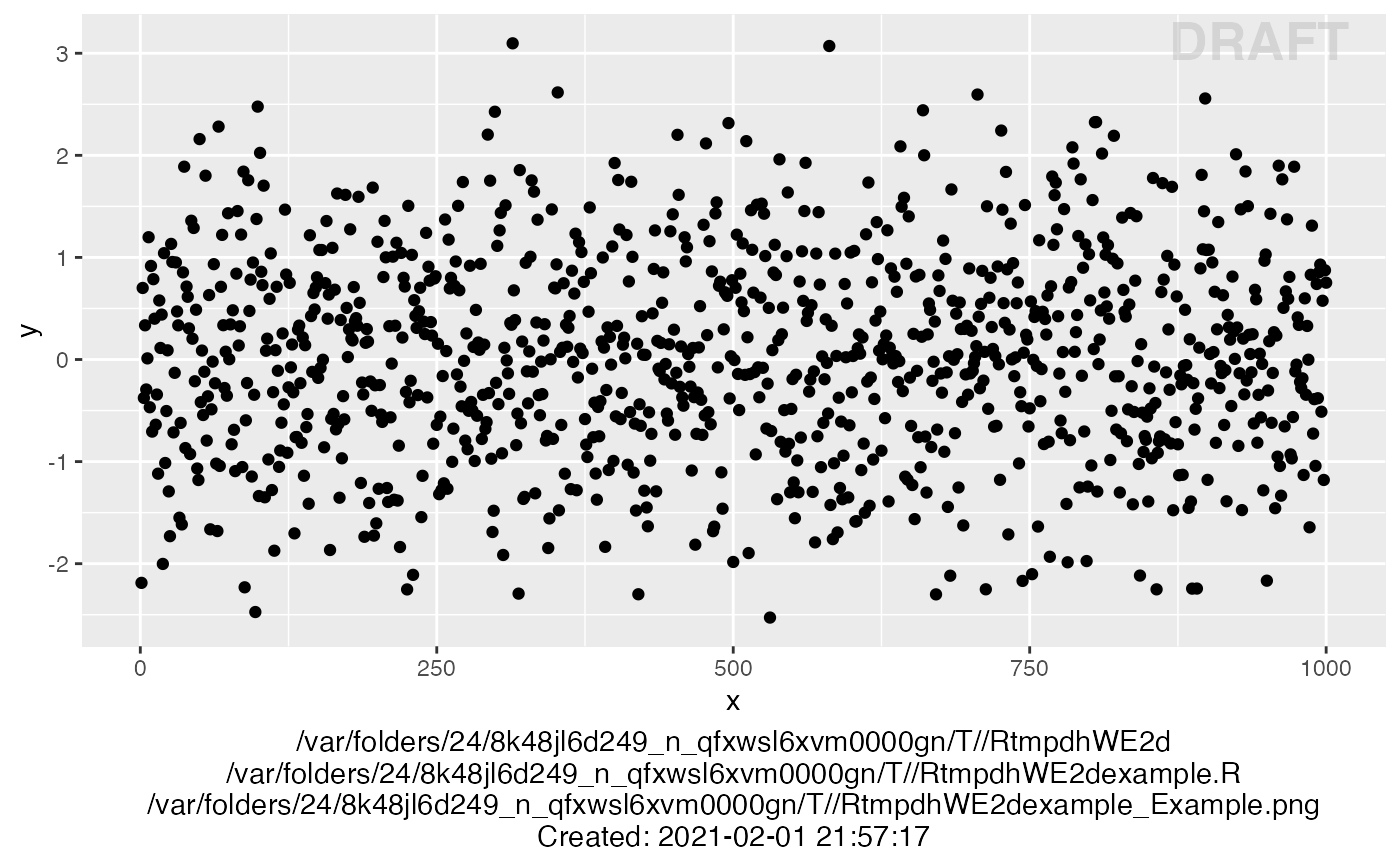 DRAFT
3
2
1
0
-1
-2
y
0 250 500 750 1000
x
/var/folders/24/8k48jl6d249_n_qfxwsl6xvm0000gn/T//RtmpdhWE2d
/var/folders/24/8k48jl6d249_n_qfxwsl6xvm0000gn/T//RtmpdhWE2dexample.R
/var/folders/24/8k48jl6d249_n_qfxwsl6xvm0000gn/T//RtmpdhWE2dexample_Example.png
Created: 2021-02-01 21:57:17